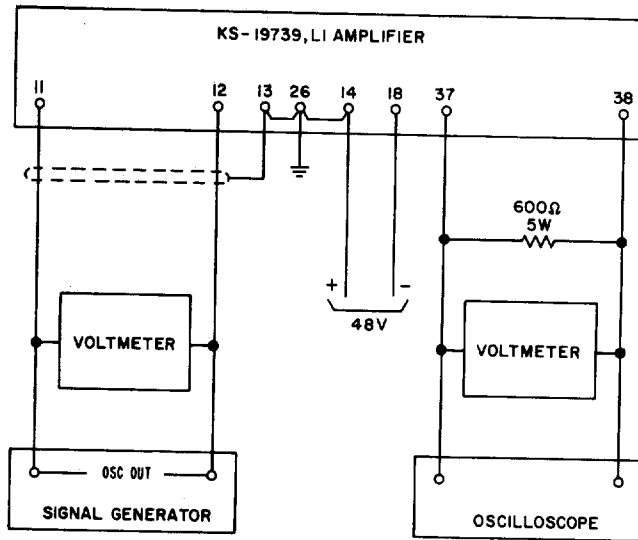 KS-19739, L1 AMPLIFIER
11 12 13 26 14 18 37 38
600Ω
5W
+ -
48V
VOLTMETER VOLTMETER
OSC OUT
SIGNAL GENERATOR OSCILLOSCOPE